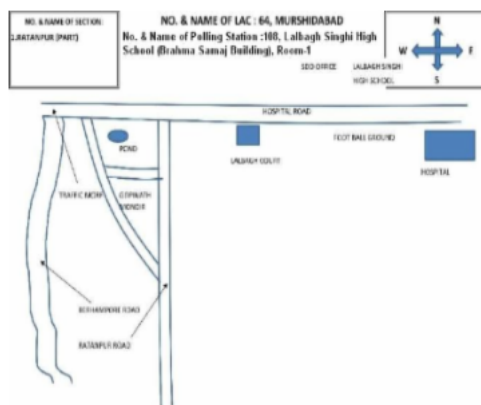 NO. & NAME OF SECTION
1.RATANPUR (PART)
NO. & NAME OF LAC : 64, MURSHIDABAD
No. & Name of Polling Station :108, Lalbagh Singhi High
School (Brahma Samaj Building), Room-1
N
W
E
S
SDO OFFICE
LALBAGH SINGHI
HIGH SCHOOL
HOSPITAL ROAD
POND
LALBAGH COURT
FOOT BALL GROUND
HOSPITAL
TRAFFIC MORE
GOPINATH
MONDIR
BERHAMPORE ROAD
RATANPUR ROAD